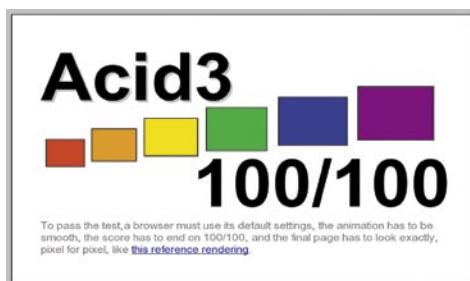 Acid3
100/100
To pass the test,a browser must use its default settings, the animation has to be
smooth, the score has to end on 100/100, and the final page has to look exactly,
pixel for pixel, like this reference rendering.